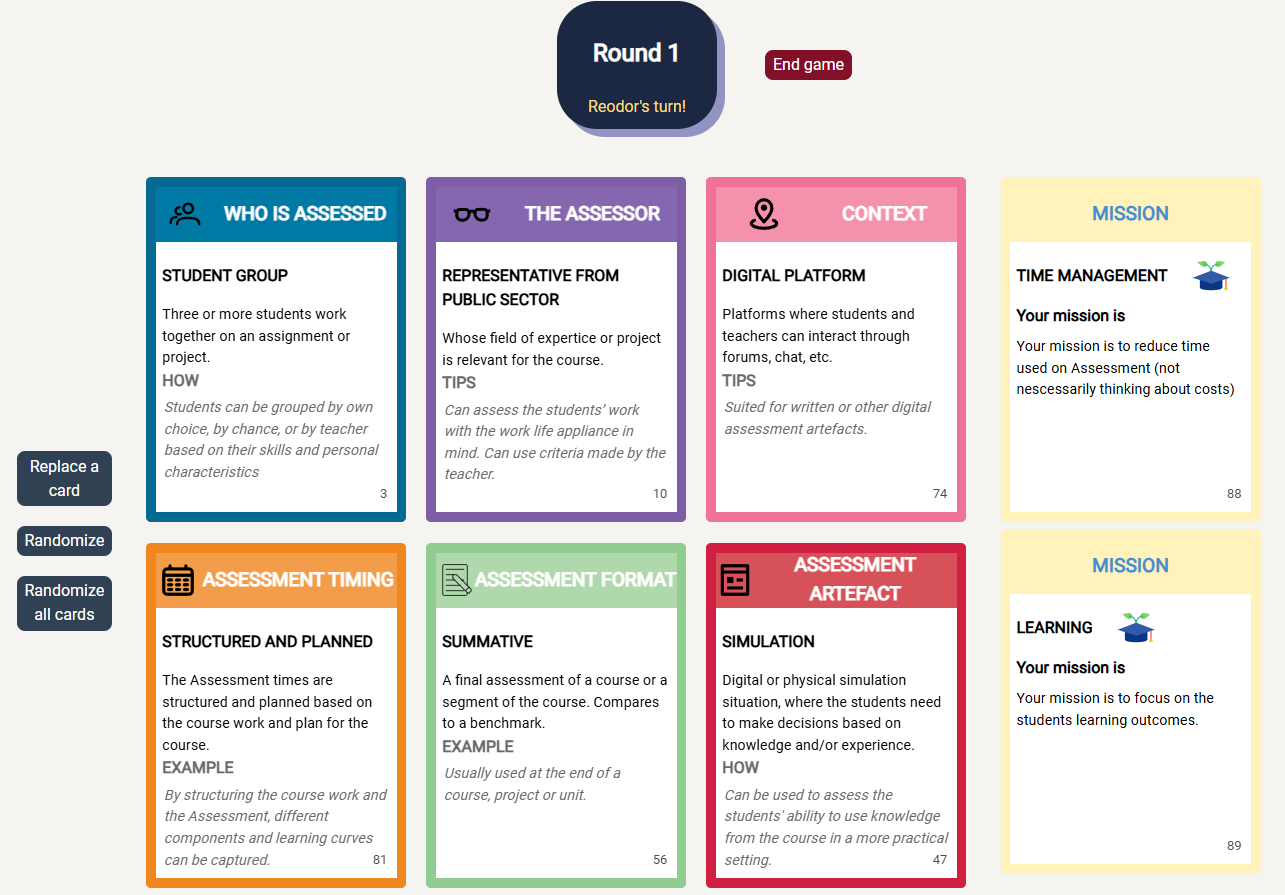 Round 1
Reodor's turn!
End game
WHO IS ASSESSED
STUDENT GROUP
Three or more students work
together on an assignment or
project.
HOW
Students can be grouped by own
choice, by chance, or by teacher
based on their skills and personal
characteristics
3
THE ASSESSOR
REPRESENTATIVE FROM
PUBLIC SECTOR
Whose field of expertice or project
is relevant for the course.
TIPS
Can assess the students' work
with the work life appliance in
mind. Can use criteria made by the
teacher.
10
CONTEXT
DIGITAL PLATFORM
Platforms where students and
teachers can interact through
forums, chat, etc.
TIPS
Suited for written or other digital
assessment artefacts.
74
MISSION
TIME MANAGEMENT
Your mission is
Your mission is to reduce time
used on Assessment (not
nescessarily thinking about costs)
88
Replace a
card
Randomize
Randomize
all cards
ASSESSMENT TIMING
STRUCTURED AND PLANNED
The Assessment times are
structured and planned based on
the course work and plan for the
course.
EXAMPLE
By structuring the course work and
the Assessment, different
components and learning curves
can be captured.
81
ASSESSMENT FORMAT
SUMMATIVE
A final assessment of a course or a
segment of the course. Compares
to a benchmark.
EXAMPLE
Usually used at the end of a
course, project or unit.
56
ASSESSMENT
ARTEFACT
SIMULATION
Digital or physical simulation
situation, where the students need
to make decisions based on
knowledge and/or experience.
HOW
Can be used to assess the
students' ability to use knowledge
from the course in a more practical
setting.
47
MISSION
LEARNING
Your mission is
Your mission is to focus on the
students learning outcomes.
89